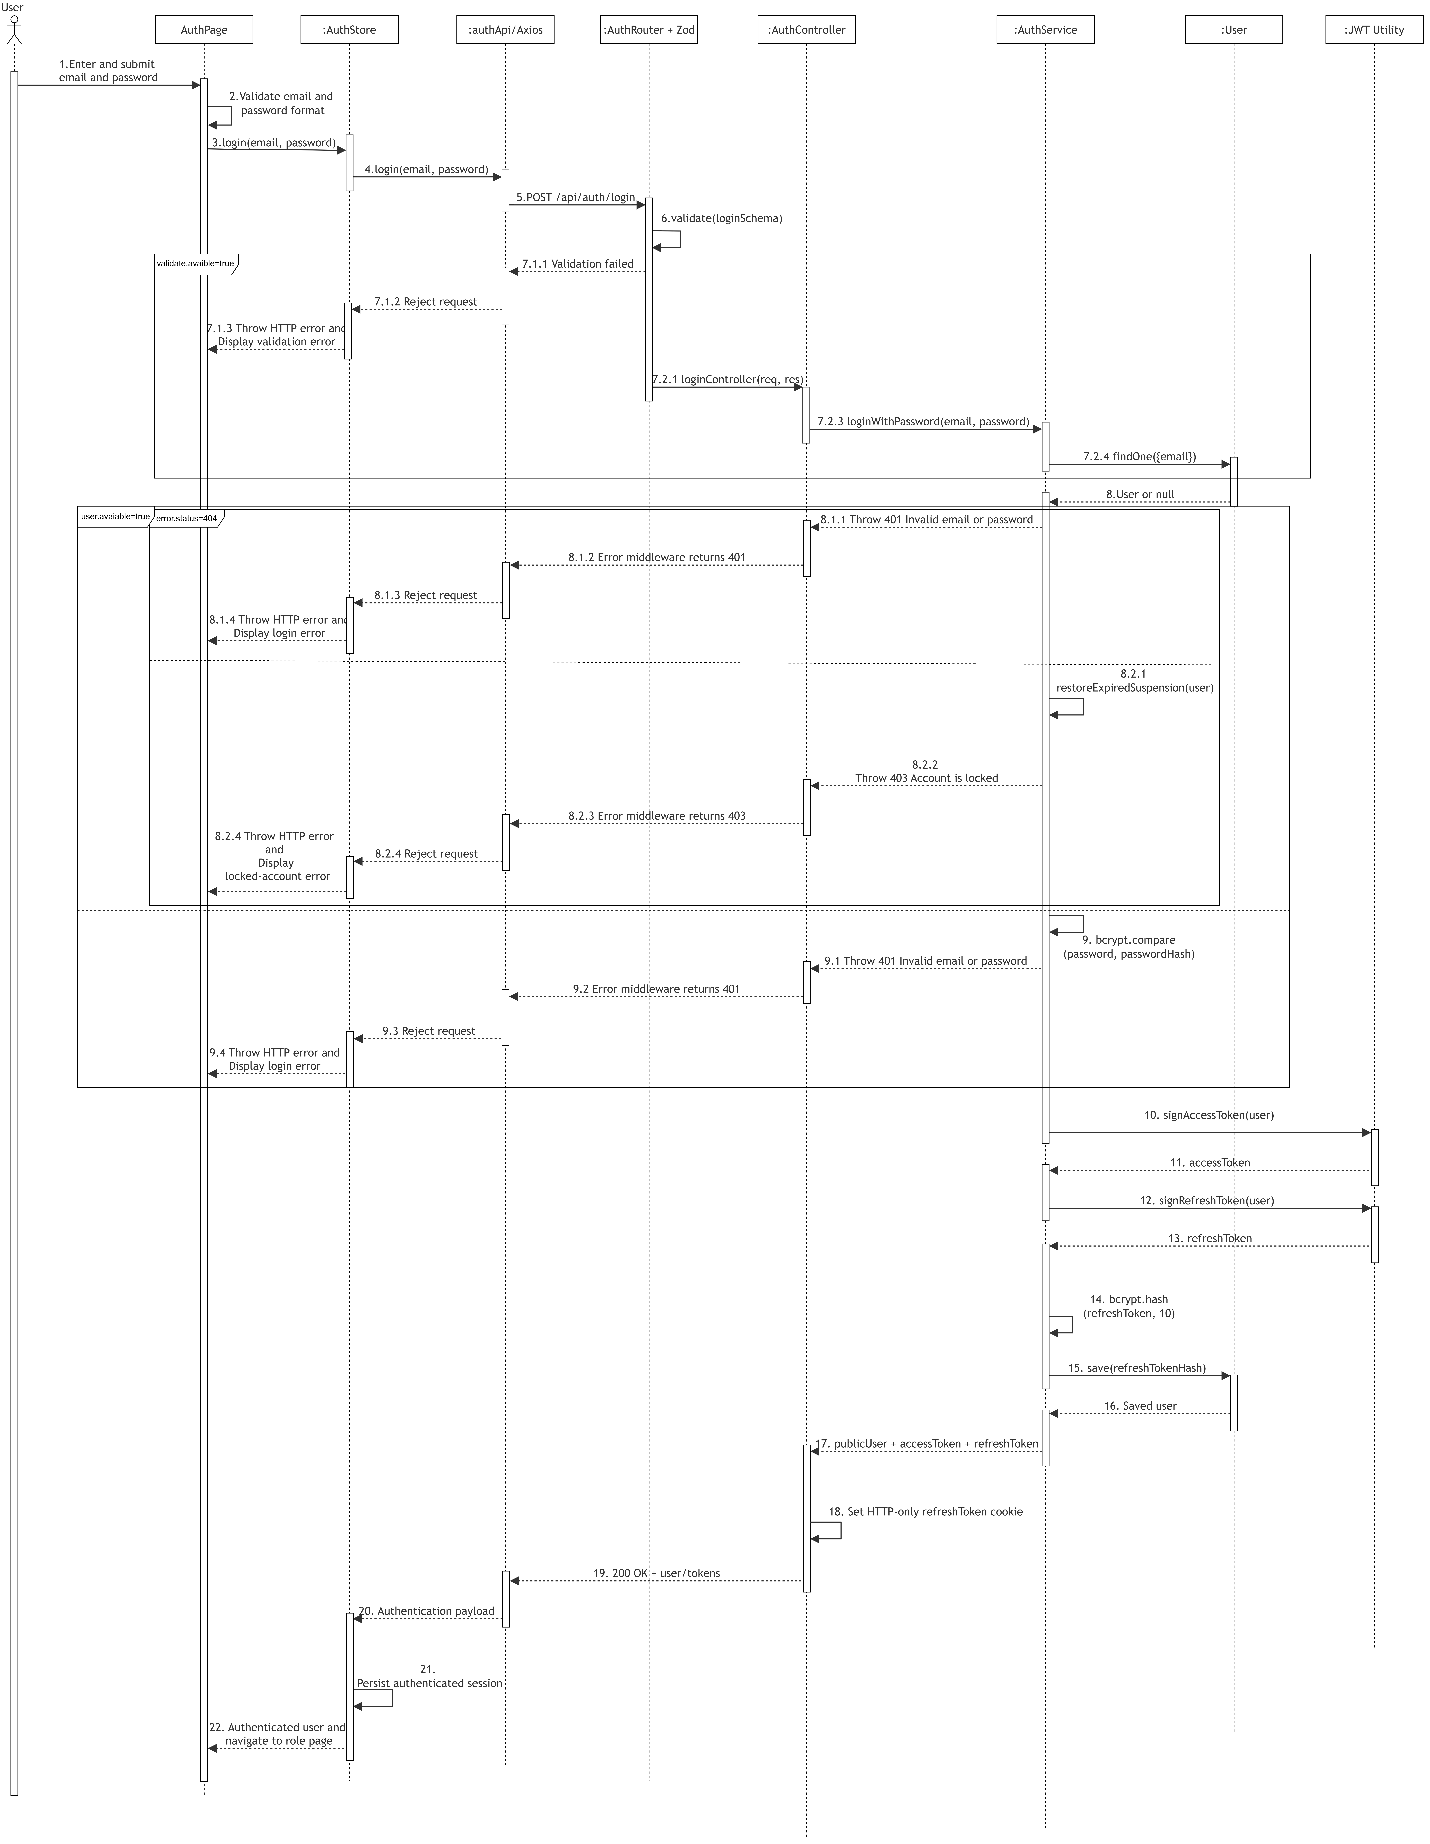 User
AuthPage
:AuthStore
:authApi/Axios
:AuthRouter + Zod
:AuthController
:AuthService
:User
:JWT Utility
1.Enter and submit
email and password
2.Validate email and
password format
3.login(email, password)
4.login(email, password)
5.POST /api/auth/login
6.validate(loginSchema)
validate.avaible=true
7.1.1 Validation failed
7.1.2 Reject request
7.1.3 Throw HTTP error and
Display validation error
7.2.1 loginController(req, res)
7.2.3 loginWithPassword(email, password)
7.2.4 findOne({email})
8.User or null
user.avaiable=true
error.status=404
8.1.1 Throw 401 Invalid email or password
8.1.2 Error middleware returns 401
8.1.3 Reject request
8.1.4 Throw HTTP error and
Display login error
8.2.1
restoreExpiredSuspension(user)
8.2.2
Throw 403 Account is locked
8.2.3 Error middleware returns 403
8.2.4 Throw HTTP error
and
Display
locked-account error
8.2.4 Reject request
9. bcrypt.compare
(password, passwordHash)
9.1 Throw 401 Invalid email or password
9.2 Error middleware returns 401
9.3 Reject request
9.4 Throw HTTP error and
Display login error
10. signAccessToken(user)
11. accessToken
12. signRefreshToken(user)
13. refreshToken
14. bcrypt.hash
(refreshToken, 10)
15. save(refreshTokenHash)
16. Saved user
17. publicUser + accessToken + refreshToken
18. Set HTTP-only refreshToken cookie
19. 200 OK – user/tokens
20. Authentication payload
21.
Persist authenticated session
22. Authenticated user and
navigate to role page